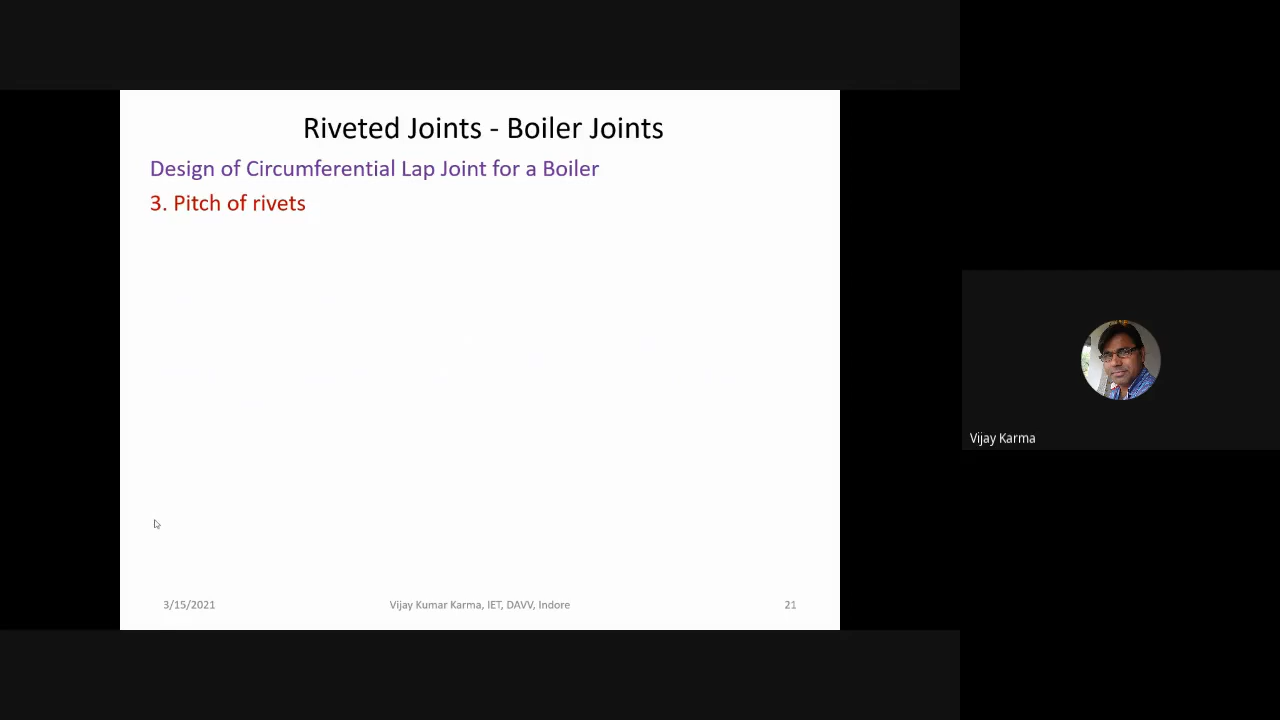 Riveted Joints - Boiler Joints
Design of Circumferential Lap Joint for a Boiler
3. Pitch of rivets
Vijay Karma
3/15/2021
Vijay Kumar Karma, IET, DAVV, Indore
21